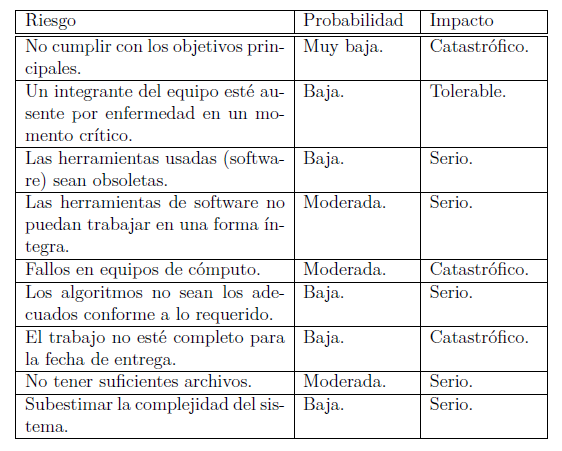 Riesgo Probabilidad Impacto
No cumplir con los objetivos prin- Muy baja. Catastrófico.
cipales.
Un integrante del equipo esté au- Baja. Tolerable.
sente por enfermedad en un mo-
mento crítico.
Las herramientas usadas (softwa- Baja. Serio.
re) sean obsoletas.
Las herramientas de software no Moderada. Serio.
puedan trabajar en una forma ín-
tegra.
Fallos en equipos de cómputo. Moderada. Catastrófico.
Los algoritmos no sean los ade- Baja. Serio.
cuados conforme a lo requerido.
El trabajo no esté completo para Baja. Catastrófico.
la fecha de entrega.
No tener suficientes archivos. Moderada. Serio.
Subestimar la complejidad del sis- Baja. Serio.
tema.